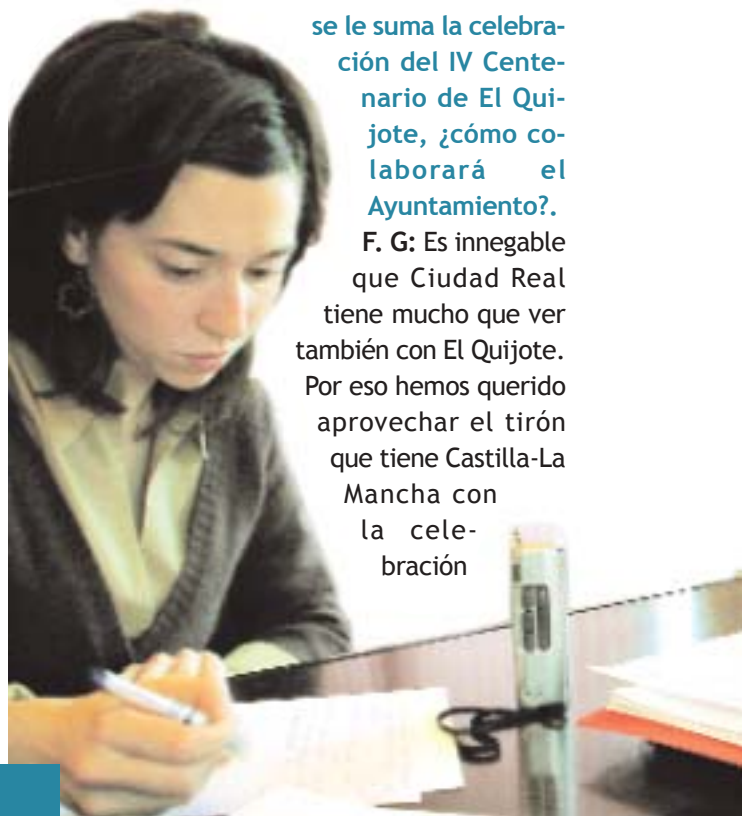 se le suma la celebra-
ción del IV Cente-
nario de El Qui-
jote, ¿cómo co-
laborará el
Ayuntamiento?.
F. G: Es innegable
que Ciudad Real
tiene mucho que ver
también con El Quijote.
Por eso hemos querido
aprovechar el tirón
que tiene Castilla-La
Mancha con
la cele-
bración